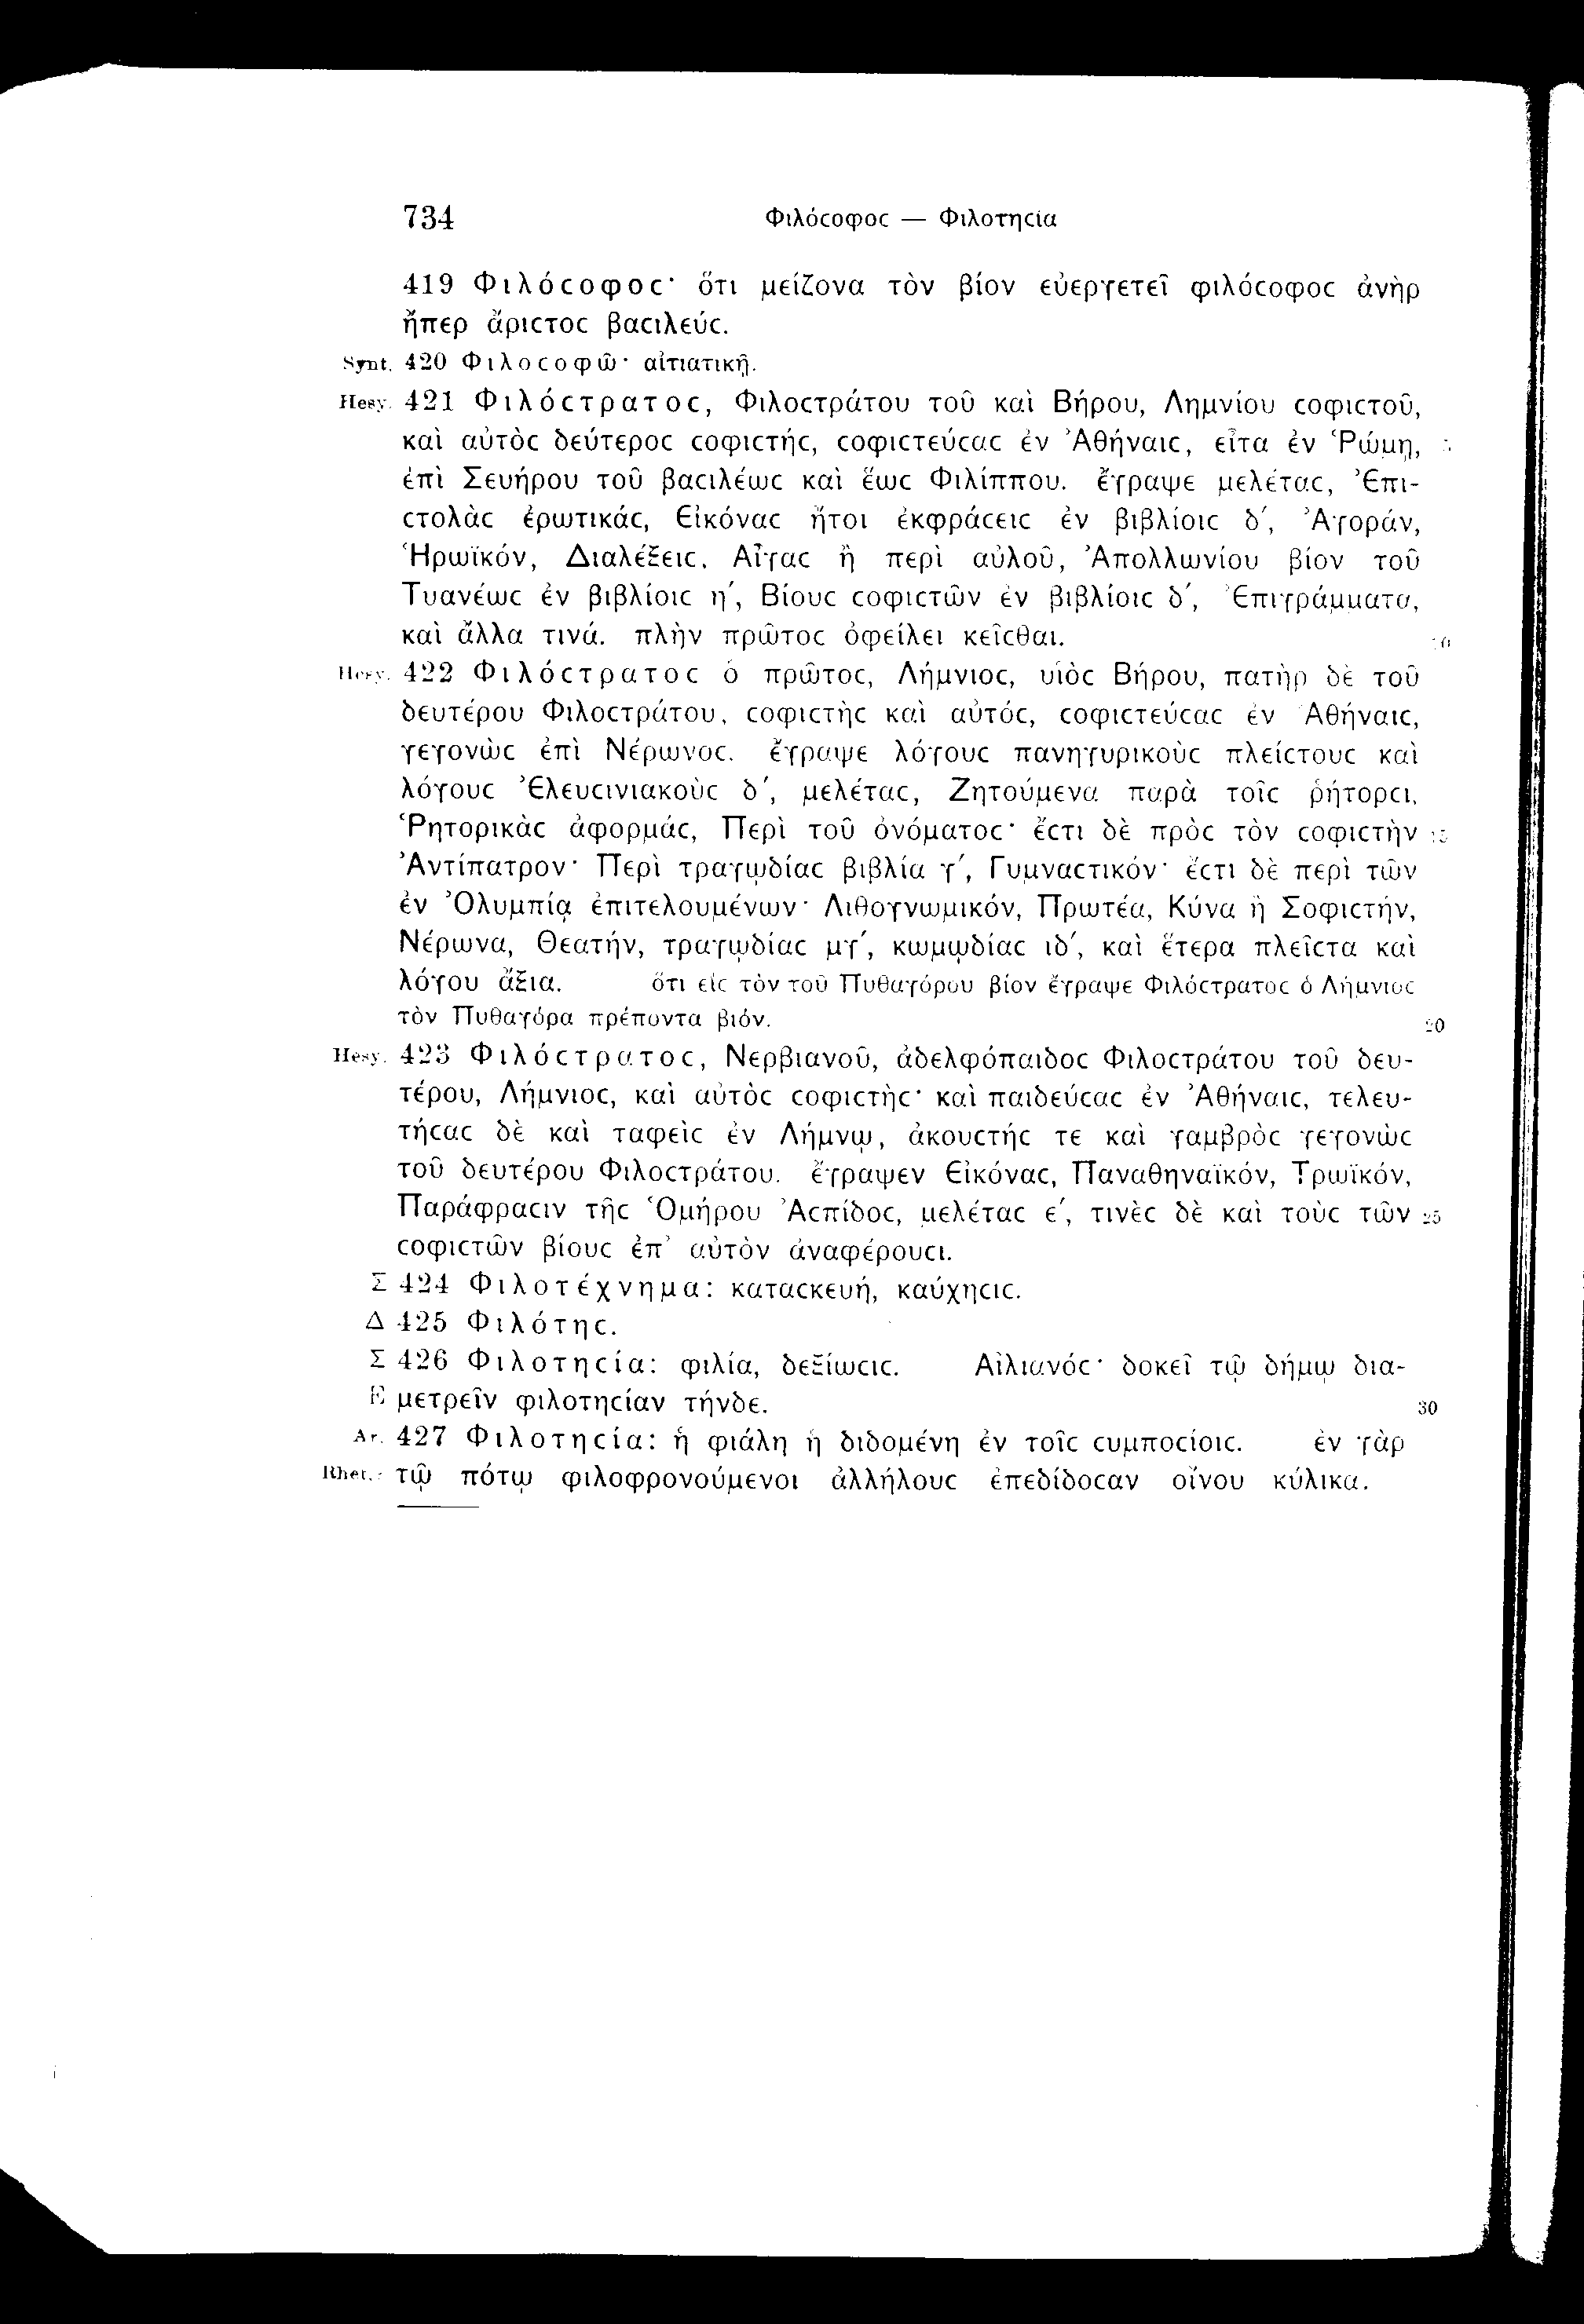 734 Φιλόϲοφοϲ — Φιλοτηϲία
419 Φιλόϲοφοϲ· ὅτι μείζονα τὸν βίον εὐεργετεῖ φιλόϲοφοϲ ἀνὴρ
ἤπερ ἄριϲτοϲ βαϲιλεύϲ.
Synt. 420 Φιλοϲοφῶ· αἰτιατικῇ.
Hesy. 421 Φιλόϲτρατοϲ, Φιλοϲτράτου τοῦ καὶ Βήρου, Λημνίου ϲοφιϲτοῦ,
καὶ αὐτὸϲ δεύτεροϲ ϲοφιϲτήϲ, ϲοφιϲτεύϲαϲ ἐν Ἀθήναιϲ, εἶτα ἐν Ῥώμῃ,
ἐπὶ Σευήρου τοῦ βαϲιλέωϲ καὶ ἕωϲ Φιλίππου. ἔγραψε μελέταϲ, Ἐπι-
ϲτολὰϲ ἐρωτικάϲ, Εἰκόναϲ ἤτοι ἐκφράϲειϲ ἐν βιβλίοιϲ δʹ, Ἀγοράν,
Ἡρωϊκόν, Διαλέξειϲ, Αἶγαϲ ἢ περὶ αὐλοῦ, Ἀπολλωνίου βίον τοῦ
Τυανέωϲ ἐν βιβλίοιϲ ηʹ, Βίουϲ ϲοφιϲτῶν ἐν βιβλίοιϲ δʹ, Ἐπιγράμματα,
καὶ ἄλλα τινά. πλὴν πρῶτοϲ ὀφείλει κεῖϲθαι. 10
Hesy. 422 Φιλόϲτρατοϲ ὁ πρῶτοϲ, Λήμνιοϲ, υἱὸϲ Βήρου, πατὴρ δὲ τοῦ
δευτέρου Φιλοϲτράτου, ϲοφιϲτὴϲ καὶ αὐτόϲ, ϲοφιϲτεύϲαϲ ἐν Ἀθήναιϲ,
γεγονὼϲ ἐπὶ Νέρωνοϲ. ἔγραψε λόγουϲ πανηγυρικοὺϲ πλείϲτουϲ καὶ
λόγουϲ Ἐλευϲινιακοὺϲ δʹ, μελέταϲ, Ζητούμενα παρὰ τοῖϲ ῥήτορϲι,
Ῥητορικὰϲ ἀφορμάϲ, Περὶ τοῦ ὀνόματοϲ· ἔϲτι δὲ πρὸϲ τὸν ϲοφιϲτὴν 15
Ἀντίπατρον· Περὶ τραγῳδίαϲ βιβλία γʹ, Γυμναϲτικόν· ἔϲτι δὲ περὶ τῶν
ἐν Ὀλυμπίᾳ ἐπιτελουμένων· Λιθογνωμικόν, Πρωτέα, Κύνα ἢ Σοφιϲτήν,
Νέρωνα, Θεατήν, τραγῳδίαϲ μγʹ, κωμῳδίαϲ ιδʹ, καὶ ἕτερα πλεῖϲτα καὶ
λόγου ἄξια. ὅτι εἰϲ τὸν τοῦ Πυθαγόρου βίον ἔγραψε Φιλόϲτρατοϲ ὁ Λήμνιοϲ
τὸν Πυθαγόρᾳ πρέποντα βιόν. 20
Hesy. 423 Φιλόϲτρατοϲ, Νερβιανοῦ, ἀδελφόπαιδοϲ Φιλοϲτράτου τοῦ δευ-
τέρου, Λήμνιοϲ, καὶ αὐτὸϲ ϲοφιϲτὴϲ· καὶ παιδεύϲαϲ ἐν Ἀθήναιϲ, τελευ-
τήϲαϲ δὲ καὶ ταφεὶϲ ἐν Λήμνῳ, ἀκουϲτήϲ τε καὶ γαμβρὸϲ γεγονὼϲ
τοῦ δευτέρου Φιλοϲτράτου. ἔγραψεν Εἰκόναϲ, Παναθηναϊκόν, Τρωϊκόν,
Παράφραϲιν τῆϲ Ὁμήρου Ἀϲπίδοϲ, μελέταϲ εʹ, τινὲϲ δὲ καὶ τοὺϲ τῶν 25
ϲοφιϲτῶν βίουϲ ἐπ’ αὐτὸν ἀναφέρουϲι.
Σ 424 Φιλοτέχνημα: καταϲκευή, καύχηϲιϲ.
Δ 425 Φιλότηϲ.
Σ 426 Φιλοτηϲία: φιλία, δεξίωϲιϲ. Αἰλιανόϲ· δοκεῖ τῷ δήμῳ δια-
E μετρεῖν φιλοτηϲίαν τήνδε. 30
Ar. 427 Φιλοτηϲία: ἡ φιάλη ἡ διδομένη ἐν τοῖϲ ϲυμποϲίοιϲ. ἐν γὰρ
Rhet. τῷ πότῳ φιλοφρονούμενοι ἀλλήλουϲ ἐπεδίδοϲαν οἴνου κύλικα.